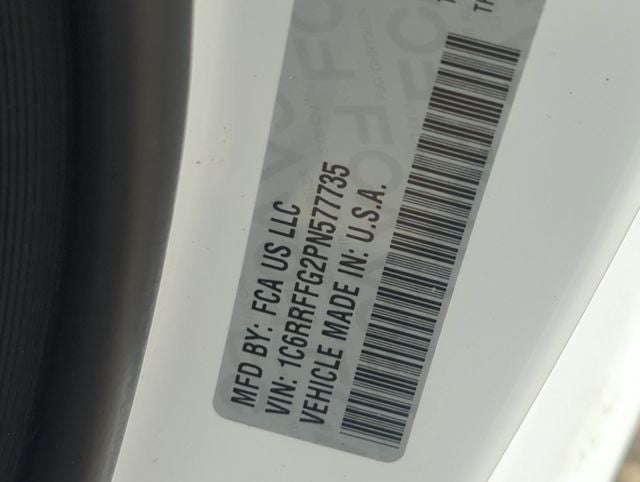 MFD BY: FCA US LLC
VIN: 1C6RRFFG2PN577735
VEHICLE MADE IN: U.S.A.